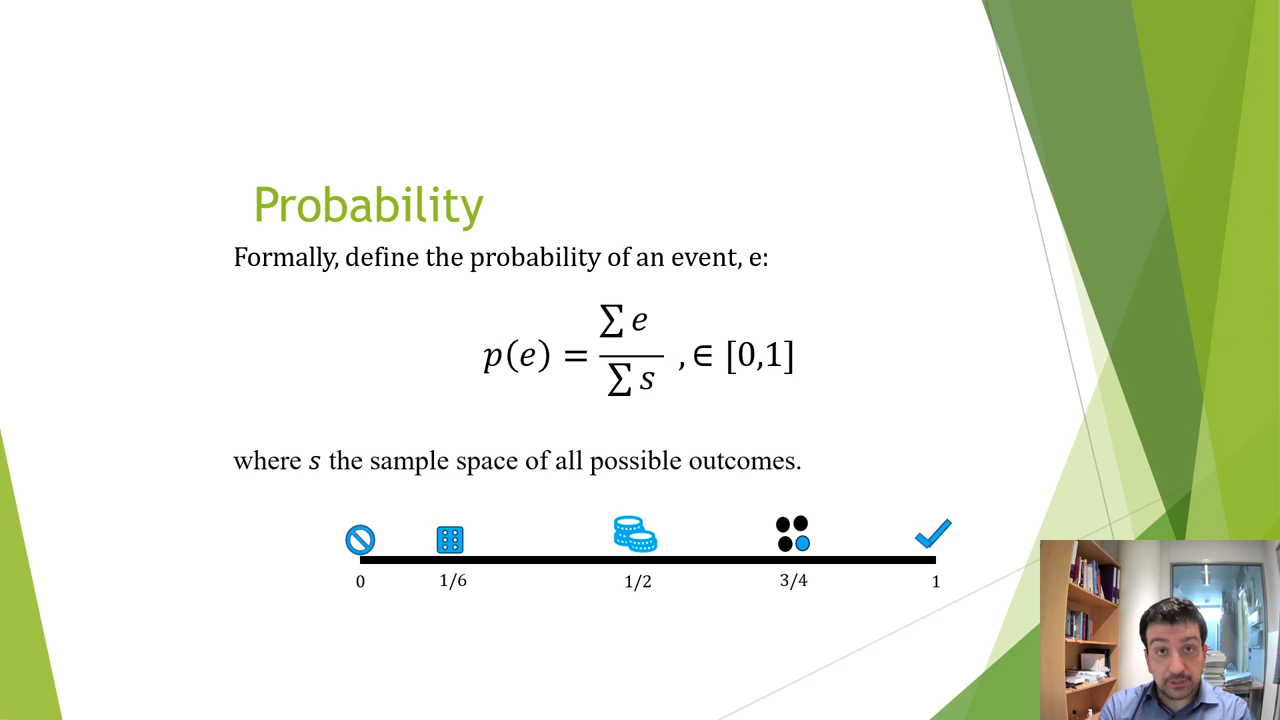 Probability
Formally, define the probability of an event, e:
p(e) = ∑ e / ∑ s , ∈ [0,1]
where s the sample space of all possible outcomes.
0 1/6 1/2 3/4 1